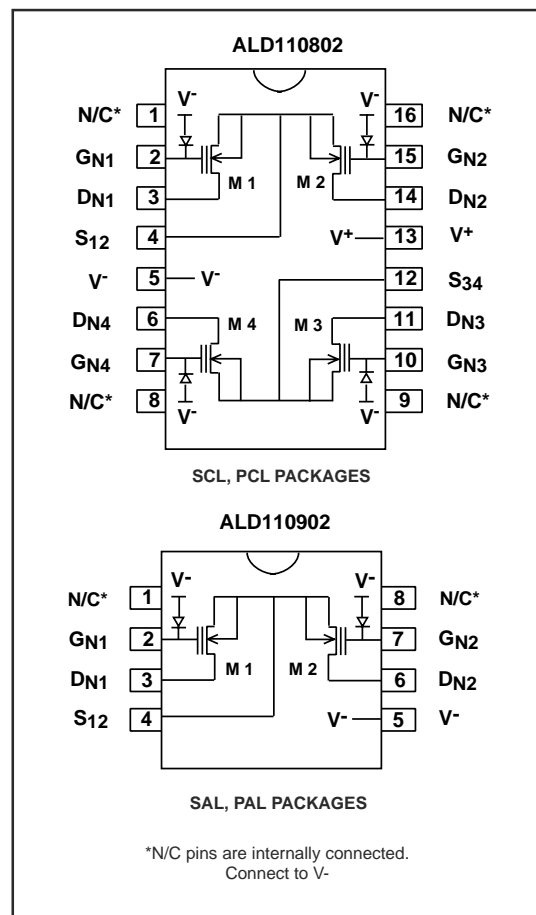 ALD110802
N/C* 1 V- V- 16 N/C*
GN1 2 15 GN2
DN1 3 M 1 M 2 14 DN2
S12 4 V+ 13 V+
V- 5 V- 12 S34
DN4 6 M 4 M 3 11 DN3
GN4 7 10 GN3
N/C* 8 V- V- 9 N/C*
SCL, PCL PACKAGES
ALD110902
N/C* 1 V- V- 8 N/C*
GN1 2 7 GN2
DN1 3 M 1 M 2 6 DN2
S12 4 V- 5 V-
SAL, PAL PACKAGES
*N/C pins are internally connected.
Connect to V-